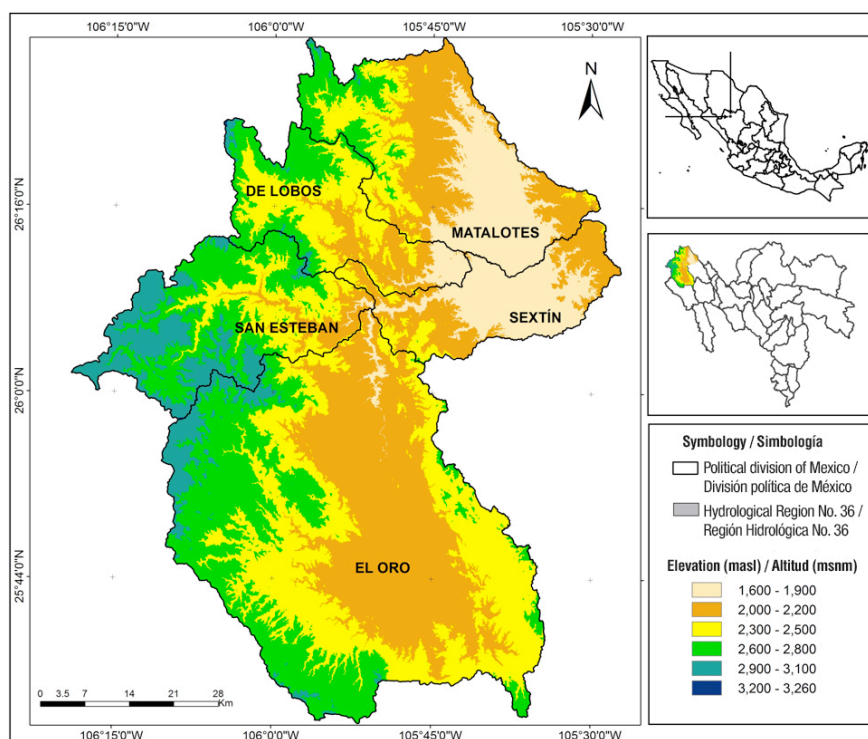 106°15'0"W 106°0'0"W 105°45'0"W 105°30'0"W
N
26°16'0"N
DE LOBOS
MATALOTES
SEXTÍN
SAN ESTEBAN
26°0'0"N
25°44'0"N
EL ORO
0 3.5 7 14 21 28
Km
106°15'0"W 106°0'0"W 105°45'0"W 105°30'0"W
Symbology / Simbología
Political division of Mexico /
División política de México
Hydrological Region No. 36 /
Región Hidrológica No. 36
Elevation (masl) / Altitud (msnm)
1,600 - 1,900
2,000 - 2,200
2,300 - 2,500
2,600 - 2,800
2,900 - 3,100
3,200 - 3,260